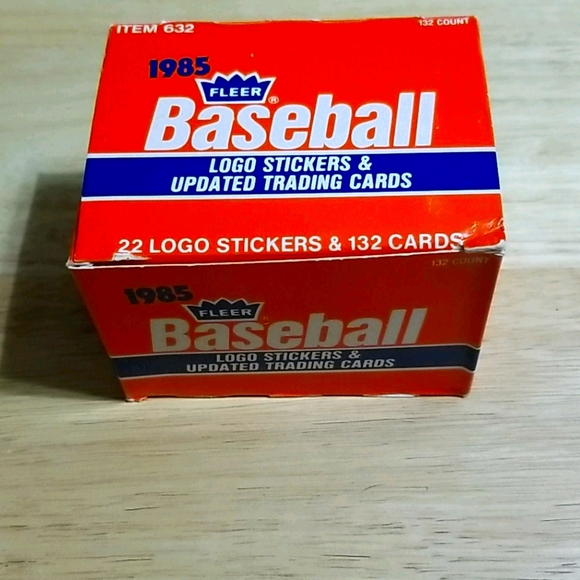 ITEM 632
132 COUNT
1985
FLEER®
Baseball
LOGO STICKERS &
UPDATED TRADING CARDS
22 LOGO STICKERS & 132 CARDS
132 COUNT
1985
FLEER®
Baseball
LOGO STICKERS &
UPDATED TRADING CARDS